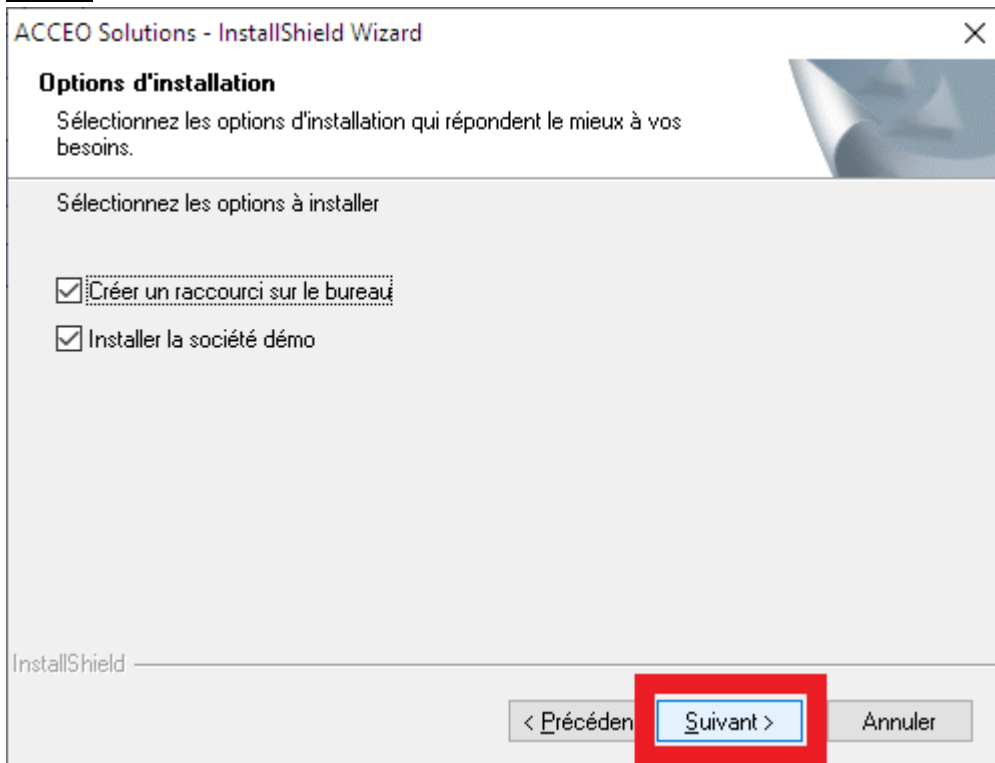 ACCEO Solutions - InstallShield Wizard
Options d'installation
Sélectionnez les options d'installation qui répondent le mieux à vos
besoins.
Sélectionnez les options à installer
Créer un raccourci sur le bureau
Installer la société démo
InstallShield
< Précéden Suivant > Annuler